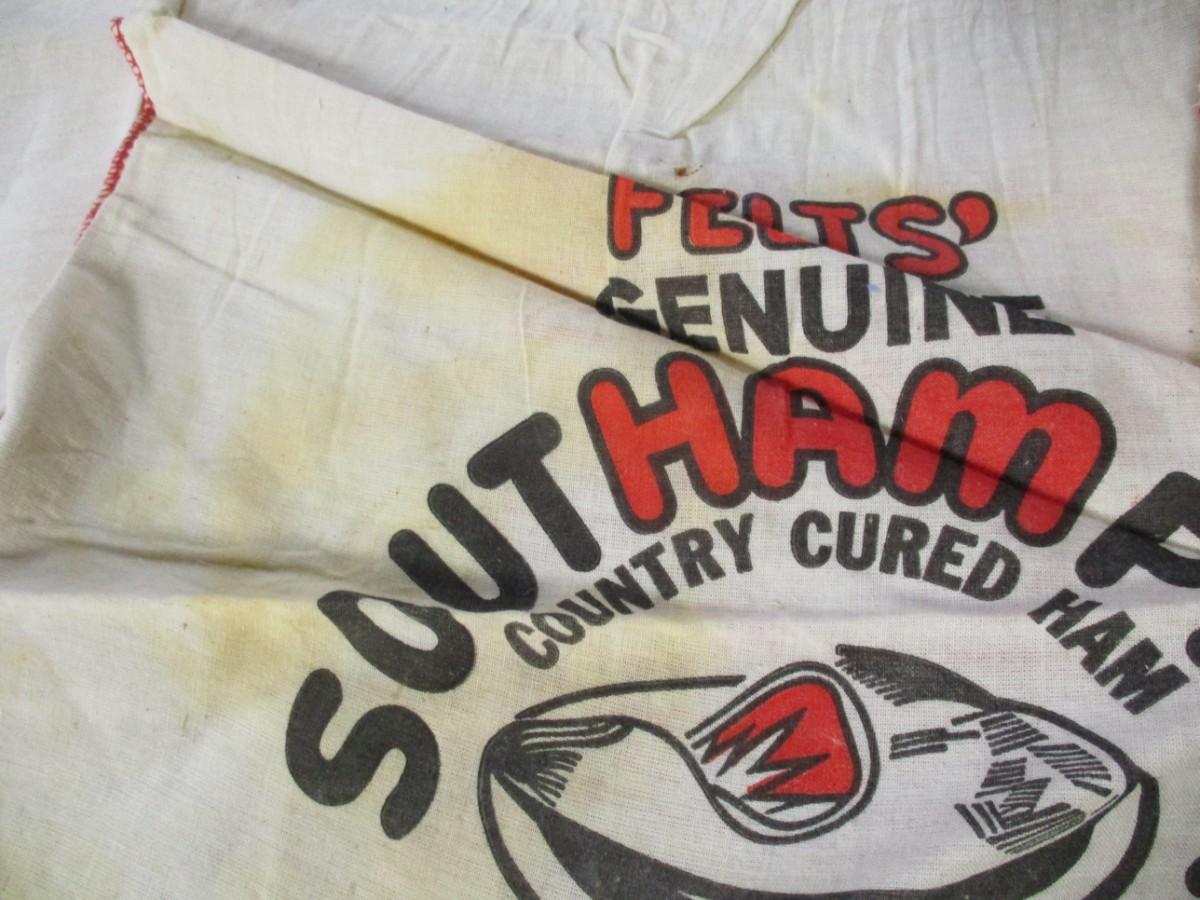 FELTS'
GENUINE
SOUTHAMP
COUNTRY CURED HAM